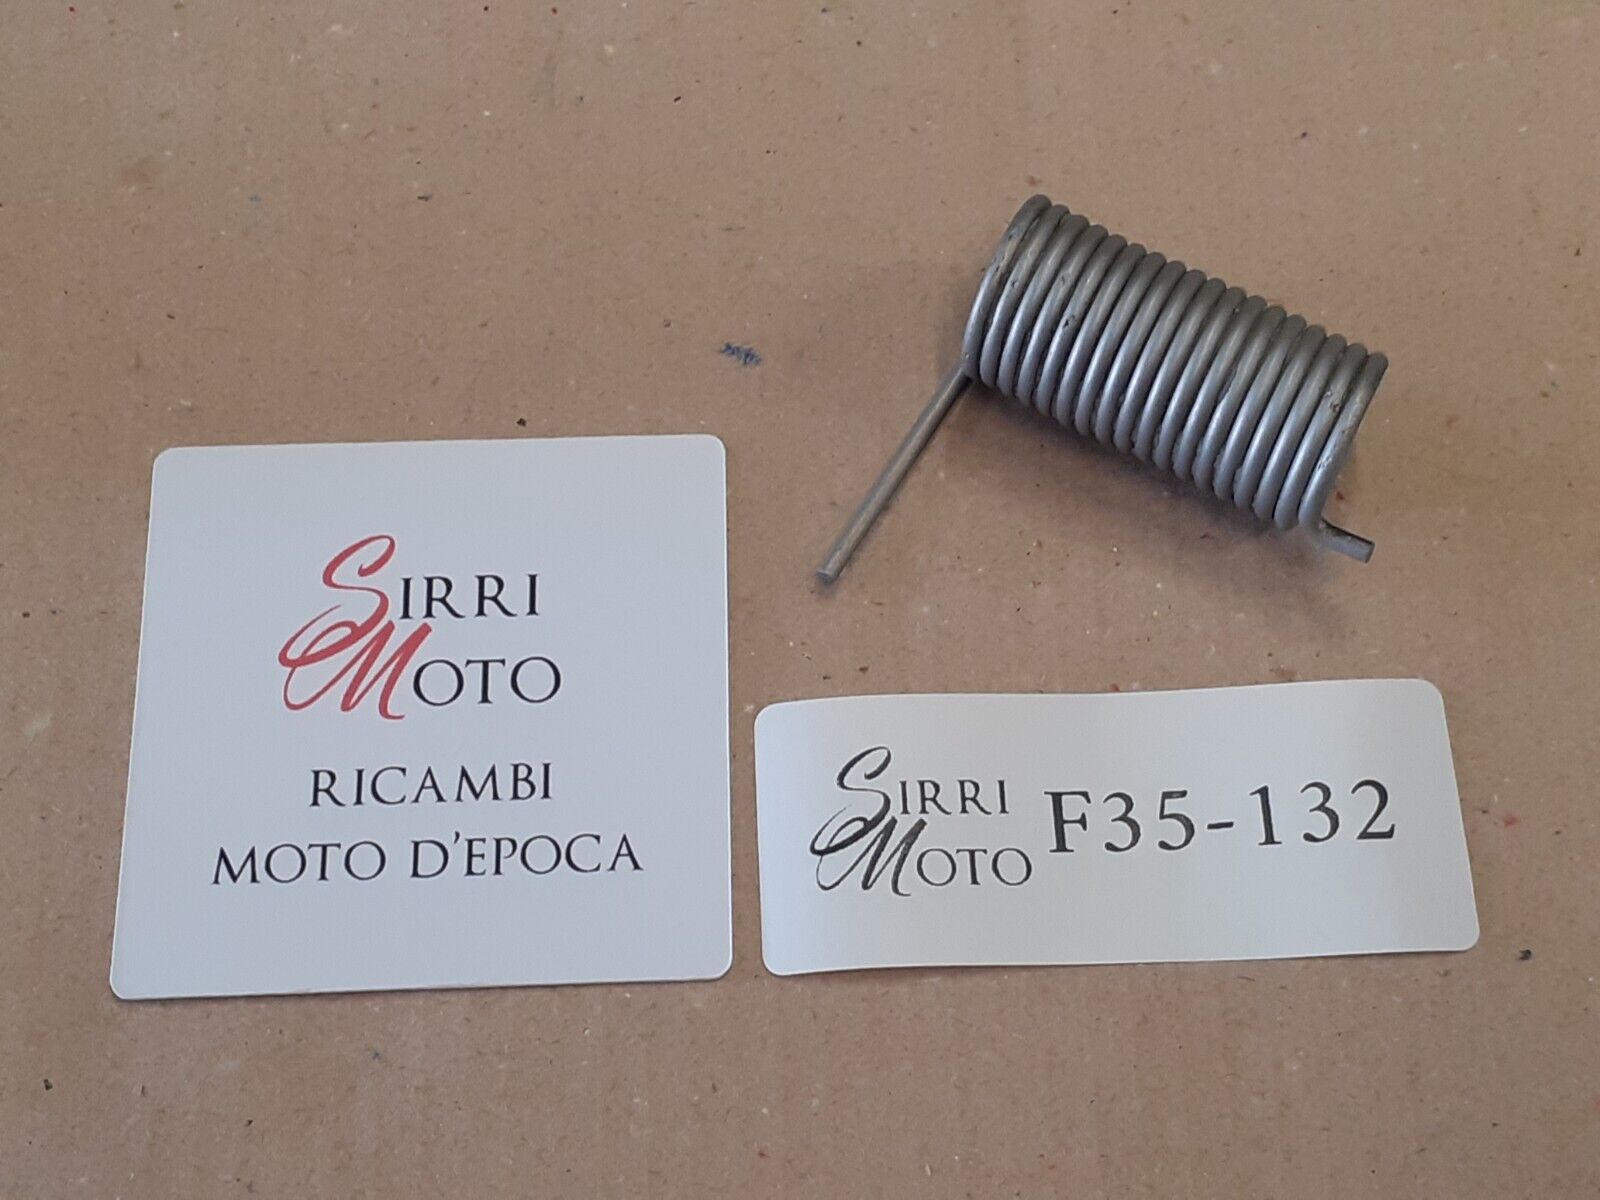 SIRRI
MOTO
RICAMBI
MOTO D'EPOCA
SIRRI
MOTO
F35-132